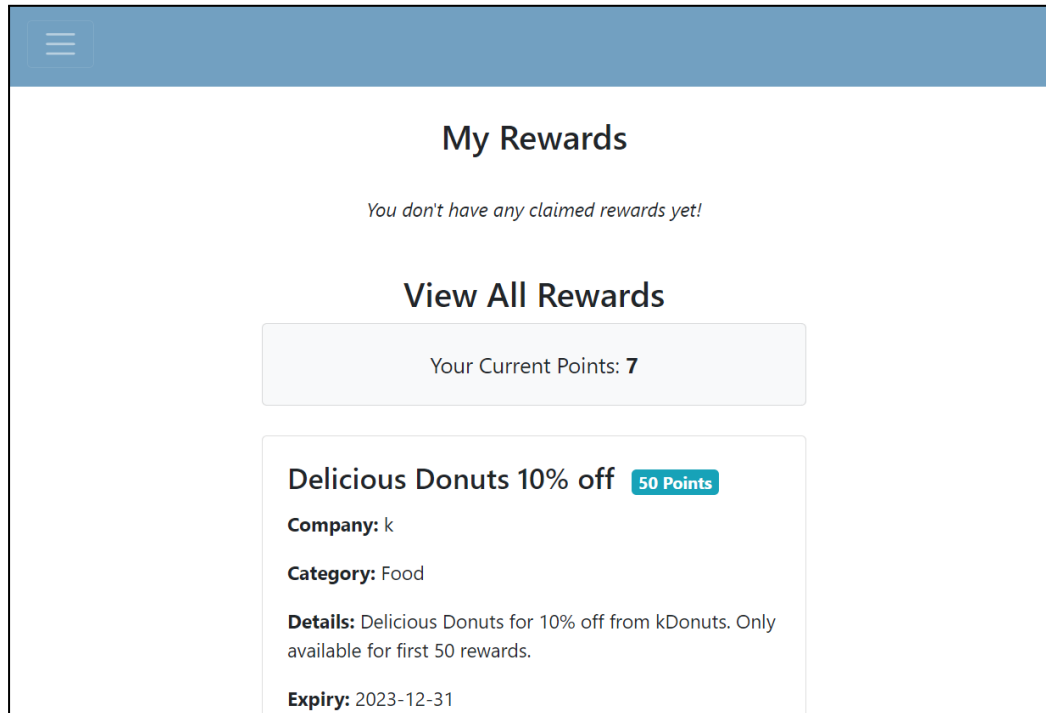 My Rewards
You don't have any claimed rewards yet!
View All Rewards
Your Current Points: 7
Delicious Donuts 10% off 50 Points
Company: k
Category: Food
Details: Delicious Donuts for 10% off from kDonuts. Only
available for first 50 rewards.
Expiry: 2023-12-31